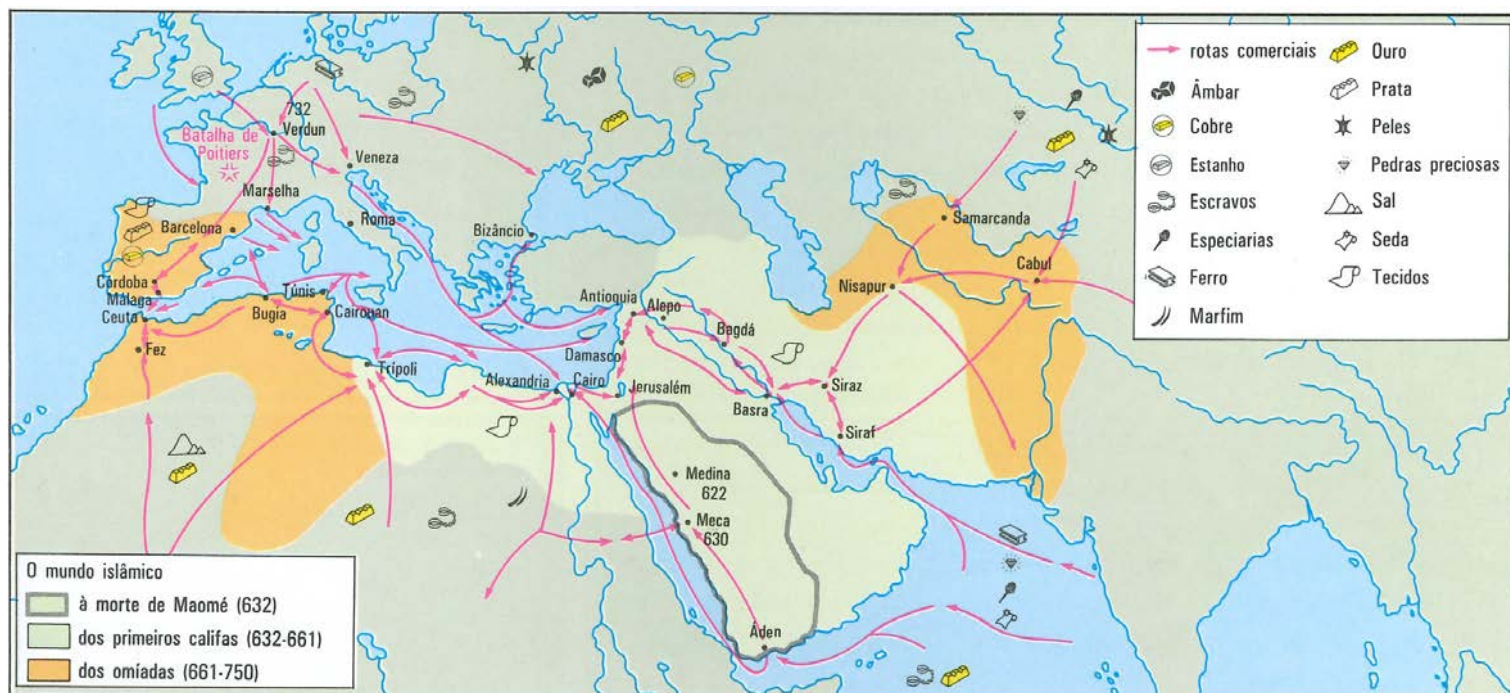 rotas comerciais
Âmbar
Cobre
Estanho
Escravos
Especiarias
Ferro
Marfim
Ouro
Prata
Peles
Pedras preciosas
Sal
Seda
Tecidos
732
Verdun
Batalha de
Poitiers
Veneza
Marselha
Roma
Barcelona
Bizâncio
Córdoba
Málaga
Ceuta
Fez
Bugia
Túnis
Cairouan
Trípoli
Alexandria
Cairo
Jerusalém
Damasco
Antioquia
Alepo
Bagdá
Basra
Siraz
Siraf
Nisapur
Samarcanda
Cabul
Medina
622
Meca
630
Áden
O mundo islâmico
à morte de Maomé (632)
dos primeiros califas (632-661)
dos omíadas (661-750)